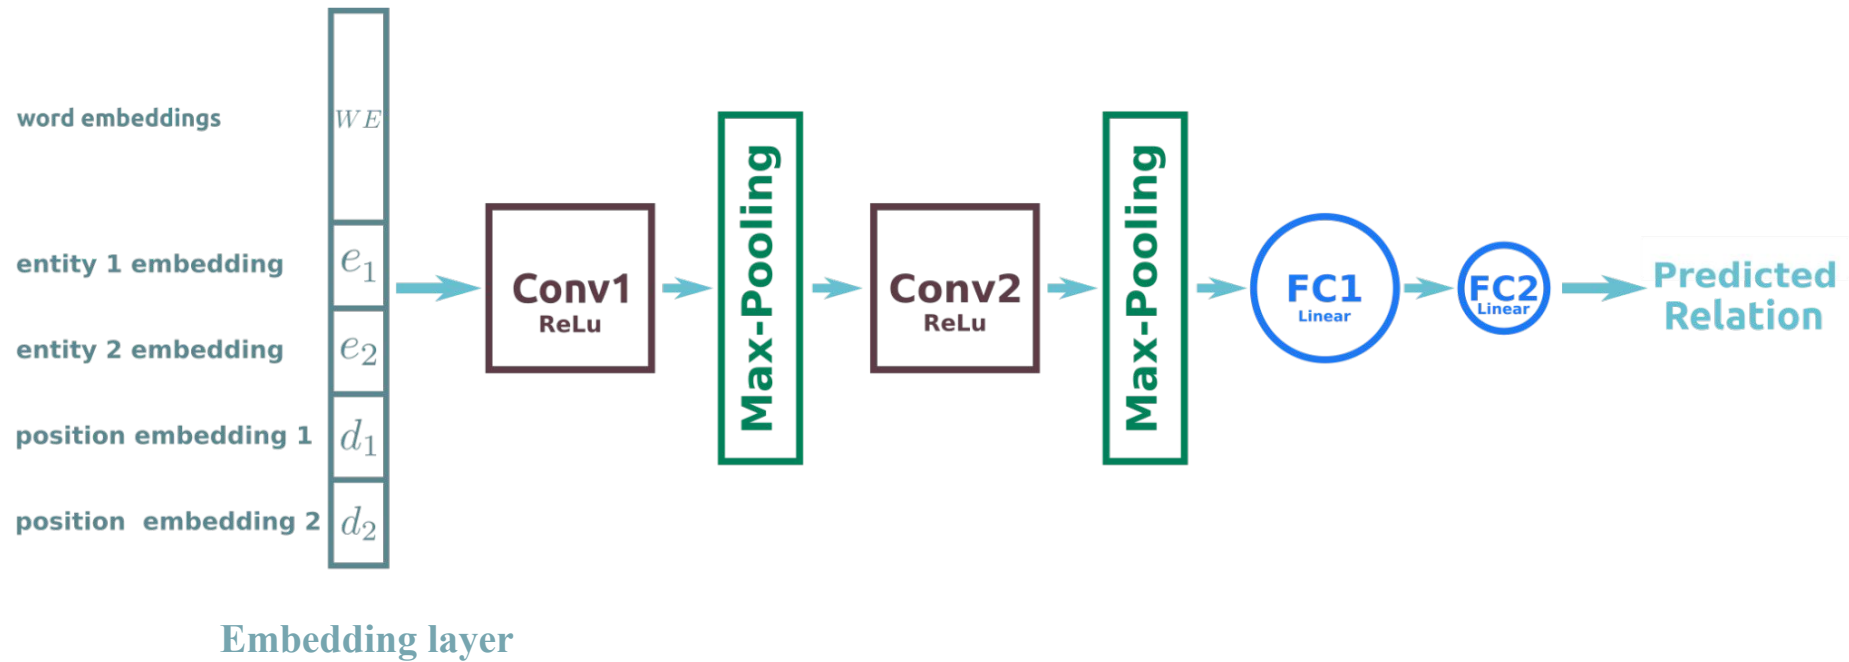 word embeddings
WE
entity 1 embedding
e1
entity 2 embedding
e2
position embedding 1
d1
position embedding 2
d2
Embedding layer
Conv1
ReLu
Max-Pooling
Conv2
ReLu
Max-Pooling
FC1
Linear
FC2
Linear
Predicted
Relation